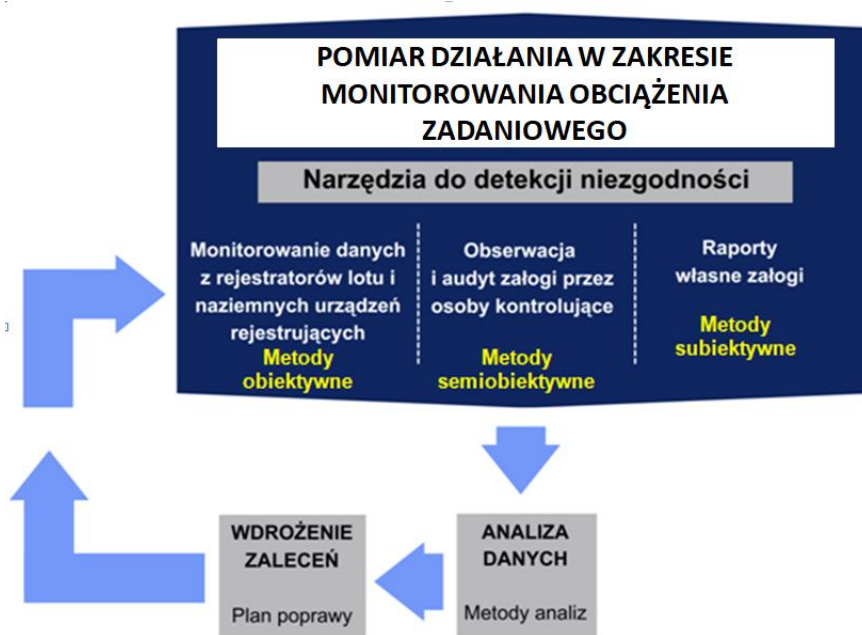 POMIAR DZIAŁANIA W ZAKRESIE
MONITOROWANIA OBCIĄŻENIA
ZADANIOWEGO
Narzędzia do detekcji niezgodności
Monitorowanie danych
z rejestratorów lotu i
naziemnych urządzeń
rejestrujących
Metody
obiektywne
Obserwacja
i audyt załogi przez
osoby kontrolujące
Metody
semiobiektywne
Raporty
własne załogi
Metody
subiektywne
WDROŻENIE
ZALECEŃ
Plan poprawy
ANALIZA
DANYCH
Metody analiz